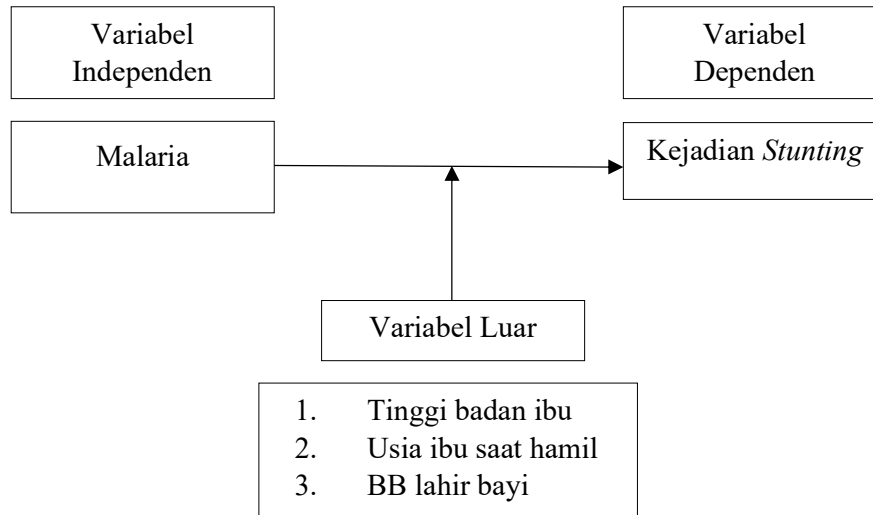 Variabel
Independen
Variabel
Dependen
Malaria
Kejadian Stunting
Variabel Luar
1. Tinggi badan ibu
2. Usia ibu saat hamil
3. BB lahir bayi